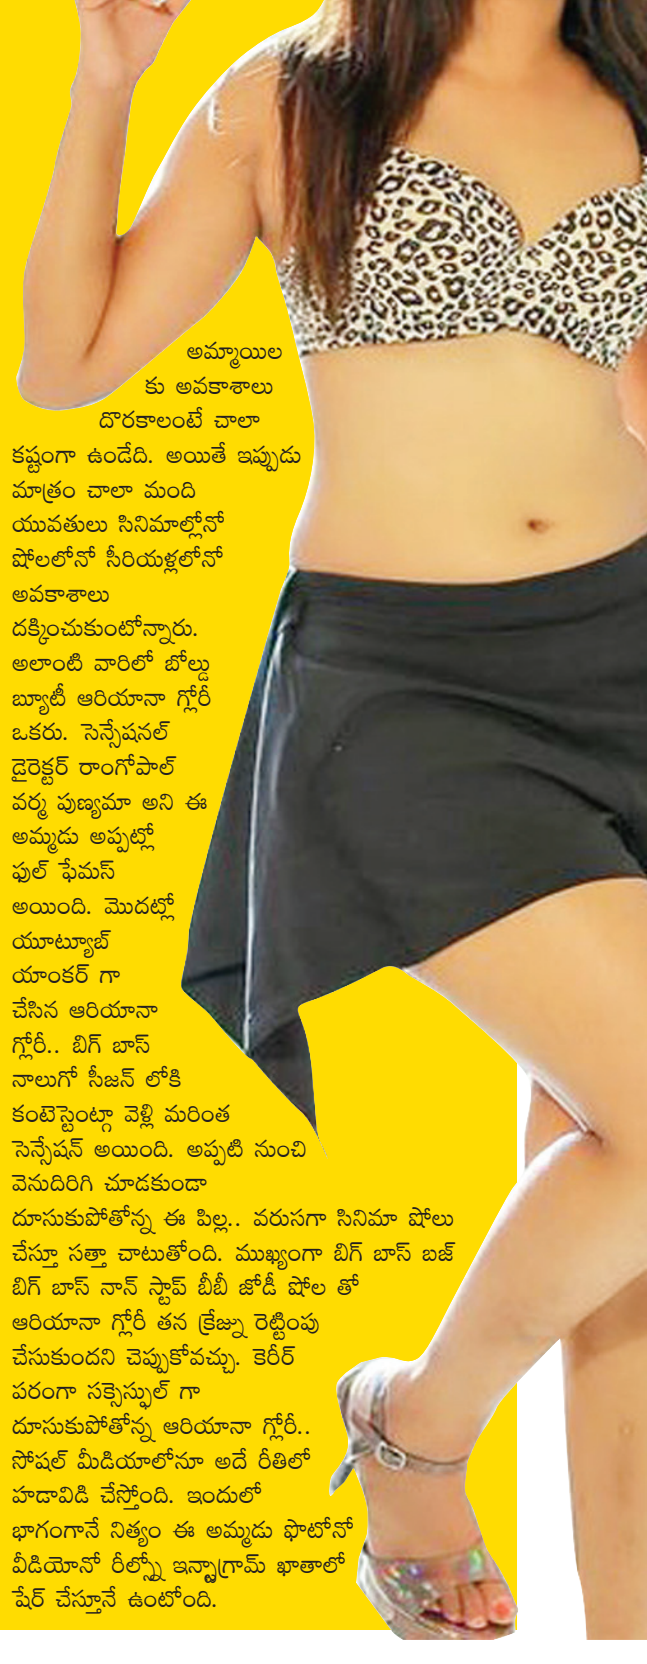 అమ్మాయిల
కు అవకాశాలు
దొరకాలంటే చాలా
కష్టంగా ఉండేది. అయితే ఇప్పుడు
మాత్రం చాలా మంది
యువతులు సినిమాల్లోనో
షోలలోనో సీరియళ్లలోనో
అవకాశాలు
దక్కించుకుంటోన్నారు.
అలాంటి వారిలో బోల్డు
బ్యూటీ ఆరియానా గ్లోరీ
ఒకరు. సెన్సేషనల్
డైరెక్టర్ రాంగోపాల్
వర్మ పుణ్యమా అని ఈ
అమ్మడు అప్పట్లో
ఫుల్ ఫేమస్
అయింది. మొదట్లో
యూట్యూబ్
యాంకర్ గా
చేసిన ఆరియానా
గ్లోరీ.. బిగ్ బాస్
నాలుగో సీజన్ లోకి
కంటెస్టెంట్గా వెళ్లి మరింత
సెన్సేషన్ అయింది. అప్పటి నుంచి
వెనుదిరిగి చూడకుండా
దూసుకుపోతోన్న ఈ పిల్ల.. వరుసగా సినిమా షోలు
చేస్తూ సత్తా చాటుతోంది. ముఖ్యంగా బిగ్ బాస్ బజ్
బిగ్ బాస్ నాన్ స్టాప్ బీబీ జోడీ షోల తో
ఆరియానా గ్లోరీ తన క్రేజ్ను రెట్టింపు
చేసుకుందని చెప్పుకోవచ్చు. కెరీర్
పరంగా సక్సెస్ఫుల్ గా
దూసుకుపోతోన్న ఆరియానా గ్లోరీ..
సోషల్ మీడియాలోనూ అదే రీతిలో
హడావిడి చేస్తోంది. ఇందులో
భాగంగానే నిత్యం ఈ అమ్మడు ఫొటోనో
వీడియోనో రీల్స్నో ఇన్స్టాగ్రామ్ ఖాతాలో
షేర్ చేస్తూనే ఉంటోంది.